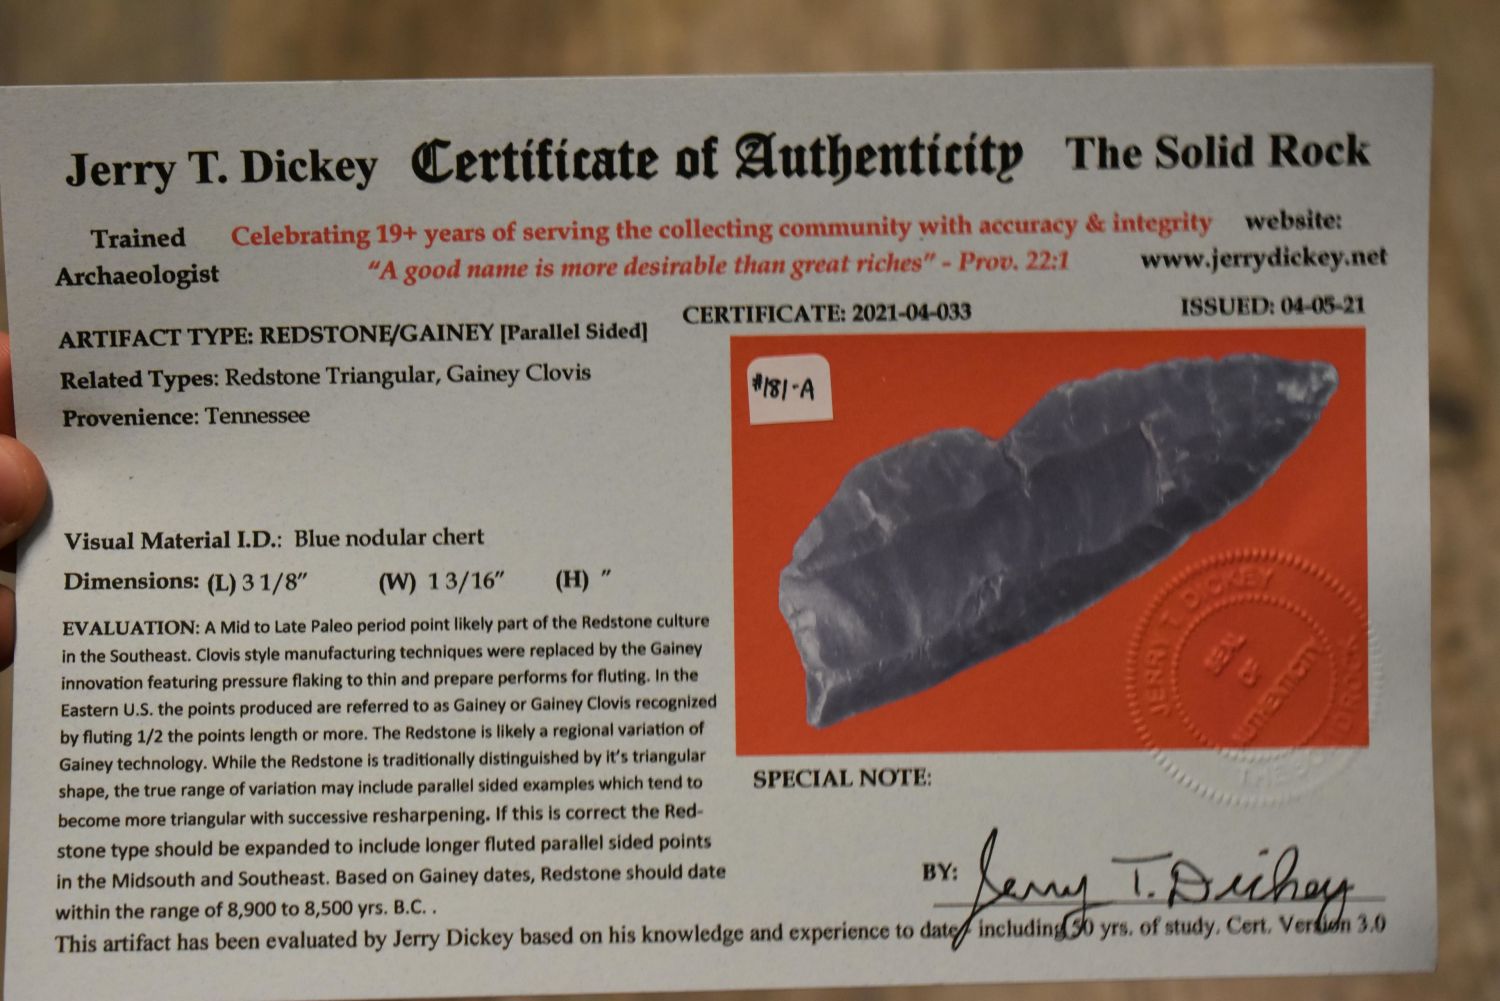 Jerry T. Dickey Certificate of Authenticity The Solid Rock
Trained Archaeologist
Celebrating 19+ years of serving the collecting community with accuracy & integrity
"A good name is more desirable than great riches" - Prov. 22:1
website:
www.jerrydickey.net
CERTIFICATE: 2021-04-033
ISSUED: 04-05-21
ARTIFACT TYPE: REDSTONE/GAINEY [Parallel Sided]
Related Types: Redstone Triangular, Gainey Clovis
Provenience: Tennessee
Visual Material I.D.: Blue nodular chert
Dimensions: (L) 3 1/8" (W) 1 3/16" (H) "
EVALUATION: A Mid to Late Paleo period point likely part of the Redstone culture
in the Southeast. Clovis style manufacturing techniques were replaced by the Gainey
innovation featuring pressure flaking to thin and prepare performs for fluting. In the
Eastern U.S. the points produced are referred to as Gainey or Gainey Clovis recognized
by fluting 1/2 the points length or more. The Redstone is likely a regional variation of
Gainey technology. While the Redstone is traditionally distinguished by it's triangular
shape, the true range of variation may include parallel sided examples which tend to
become more triangular with successive resharpening. If this is correct the Red-
stone type should be expanded to include longer fluted parallel sided points
in the Midsouth and Southeast. Based on Gainey dates, Redstone should date
within the range of 8,900 to 8,500 yrs. B.C. .
#181-A
JERRY T. DICKEY
SEAL
OF
AUTHENTICITY
THE SOLID ROCK
SPECIAL NOTE:
BY: Jerry T. Dickey
This artifact has been evaluated by Jerry Dickey based on his knowledge and experience to date - including 50 yrs. of study. Cert. Version 3.0